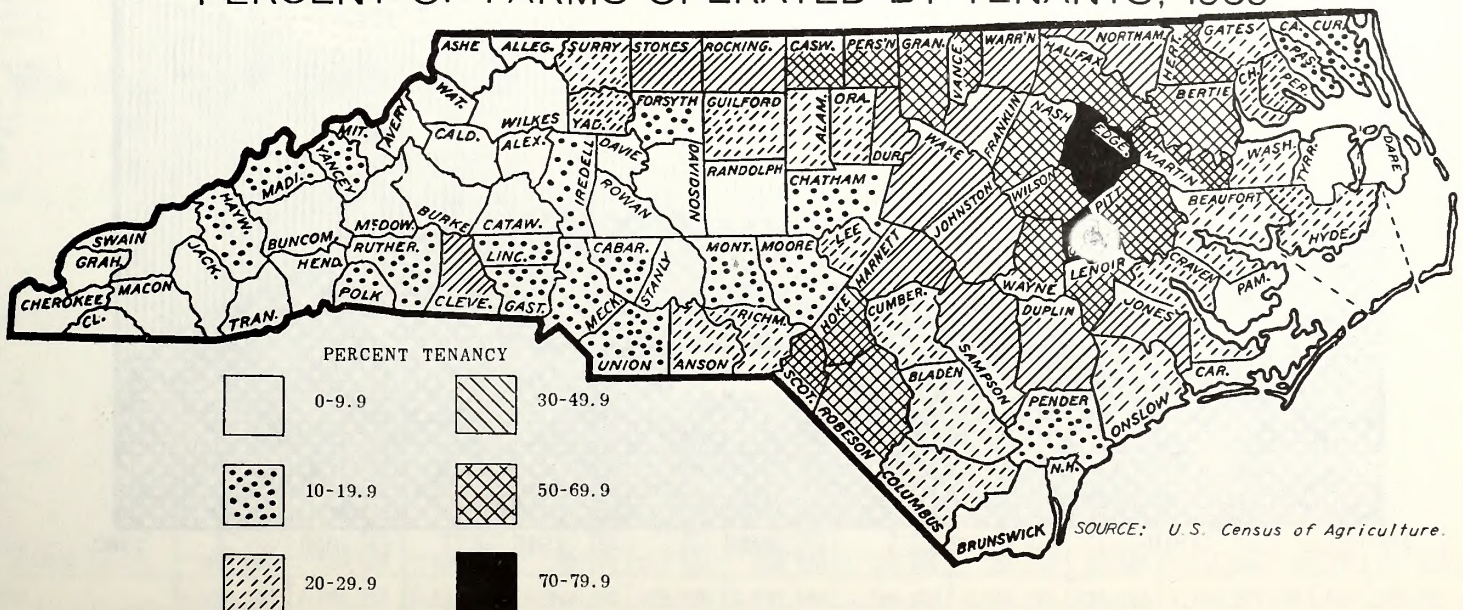 PERCENT OF FARMS OPERATED BY TENANTS,
ASHE ALLEG. SURRY STOKES ROCKING. CASW. PERS'N GRAN. VANCE WARR'N HALIFAX NORTHAM. HERT. GATES CA. CUR.
PAS. PER. CH. BERTIE
WAT. WILKES YAD. FORSYTH GUILFORD ALAM. ORA. DUR. FRANKLIN NASH EDGE. MARTIN WASH. TYRR. DARE
MIT. AVERY CALD. ALEX. IREDELL DAVIE DAVIDSON RANDOLPH CHATHAM WAKE WILSON PITT BEAUFORT HYDE
MADI. YANCEY McDOW. BURKE CATAW. ROWAN JOHNSTON
HAYW. BUNCOM. RUTHER. LINC. CABAR. STANLY MONT. MOORE LEE HARNETT WAYNE LENOIR CRAVEN PAM.
SWAIN GRAH. JACK. HEND. POLK CLEVE. GAST. MECK. RICHM. HOKE CUMBER. SAMPSON DUPLIN JONES
CHEROKEE MACON CL. TRAN. UNION ANSON SCOT. ROBESON BLADEN PENDER ONSLOW CAR.
COLUMBUS BRUNSWICK N.H.
PERCENT TENANCY
0-9.9 30-49.9
10-19.9 50-69.9
20-29.9 70-79.9
SOURCE: U.S. Census of Agriculture.